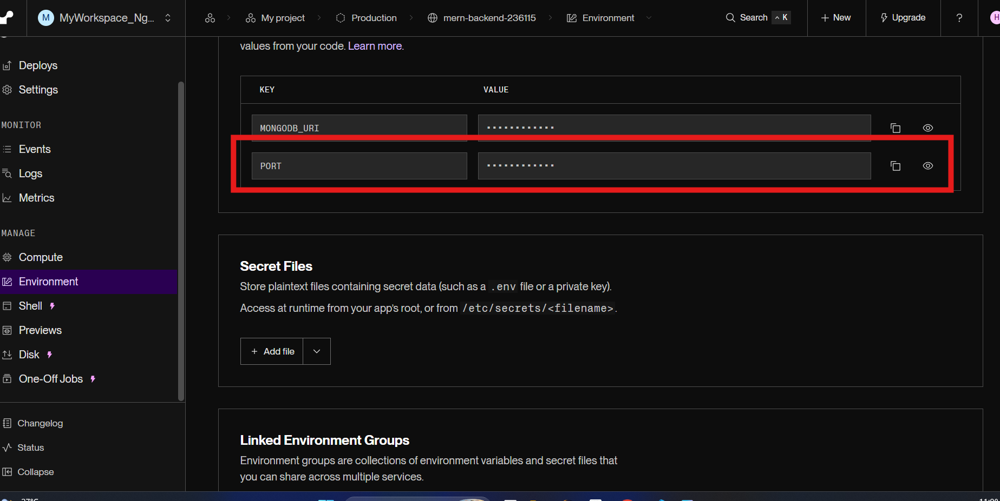 M MyWorkspace_Ng...
My project
Production
mern-backend-236115
Environment
Search ^ K
+ New
Upgrade
?
H
Deploys
Settings
MONITOR
Events
Logs
Metrics
MANAGE
Compute
Environment
Shell
Previews
Disk
One-Off Jobs
Changelog
Status
Collapse
values from your code. Learn more.
KEY VALUE
MONGODB_URI ••••••••••••
PORT ••••••••••••
Secret Files
Store plaintext files containing secret data (such as a .env file or a private key).
Access at runtime from your app's root, or from /etc/secrets/<filename>.
+ Add file
Linked Environment Groups
Environment groups are collections of environment variables and secret files that
you can share across multiple services.